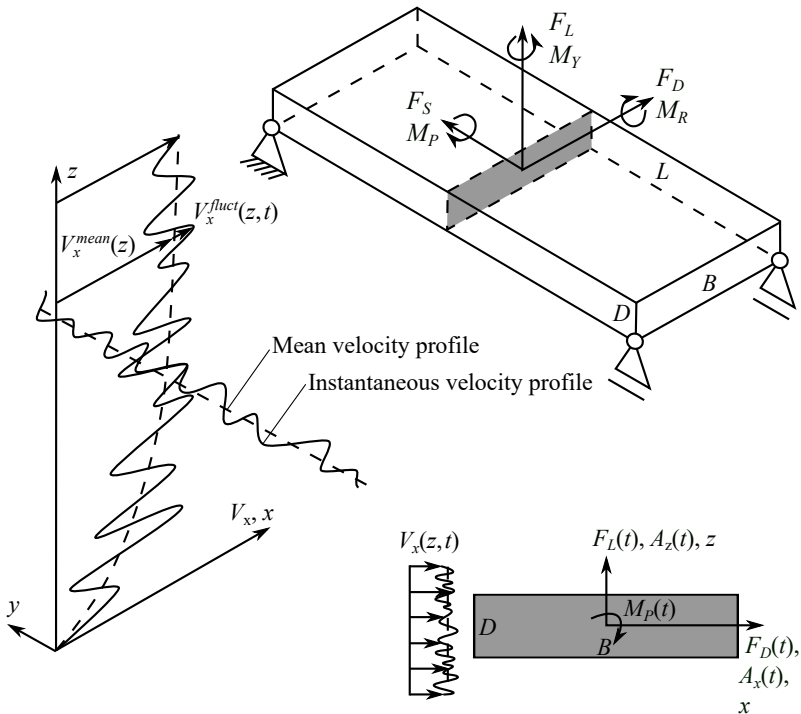 F_L
M_Y
F_D
M_R
F_S
M_P
z
V_x^{fluct}(z,t)
V_x^{mean}(z)
L
B
D
Mean velocity profile
Instantaneous velocity profile
V_x, x
y
V_x(z,t)
F_L(t), A_z(t), z
M_P(t)
D
B
F_D(t),
A_x(t),
x